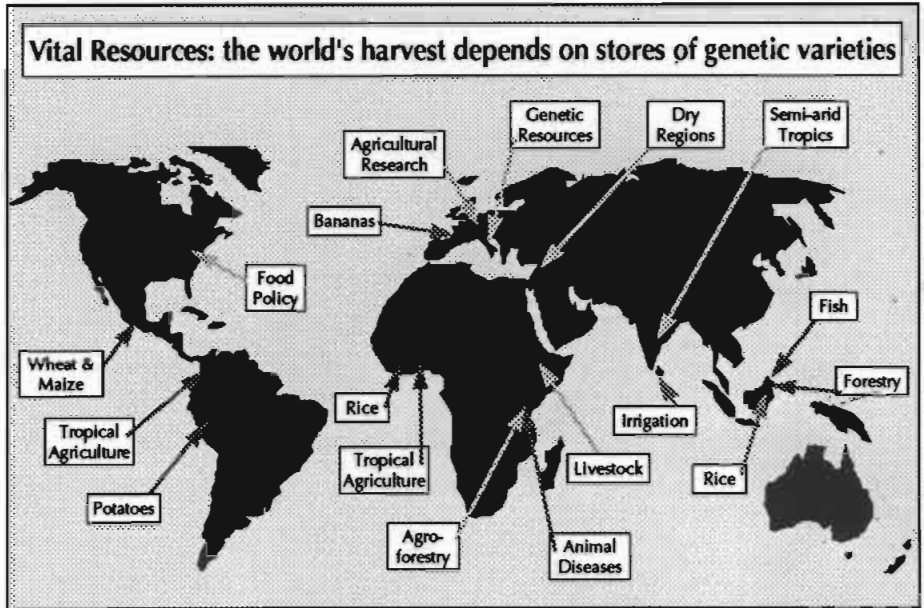 Vital Resources: the world's harvest depends on stores of genetic varieties
Genetic
Resources
Dry
Regions
Semi-arid
Tropics
Agricultural
Research
Bananas
Food
Policy
Fish
Wheat &
Maize
Forestry
Rice
Irrigation
Tropical
Agriculture
Tropical
Agriculture
Livestock
Rice
Potatoes
Agro-
forestry
Animal
Diseases